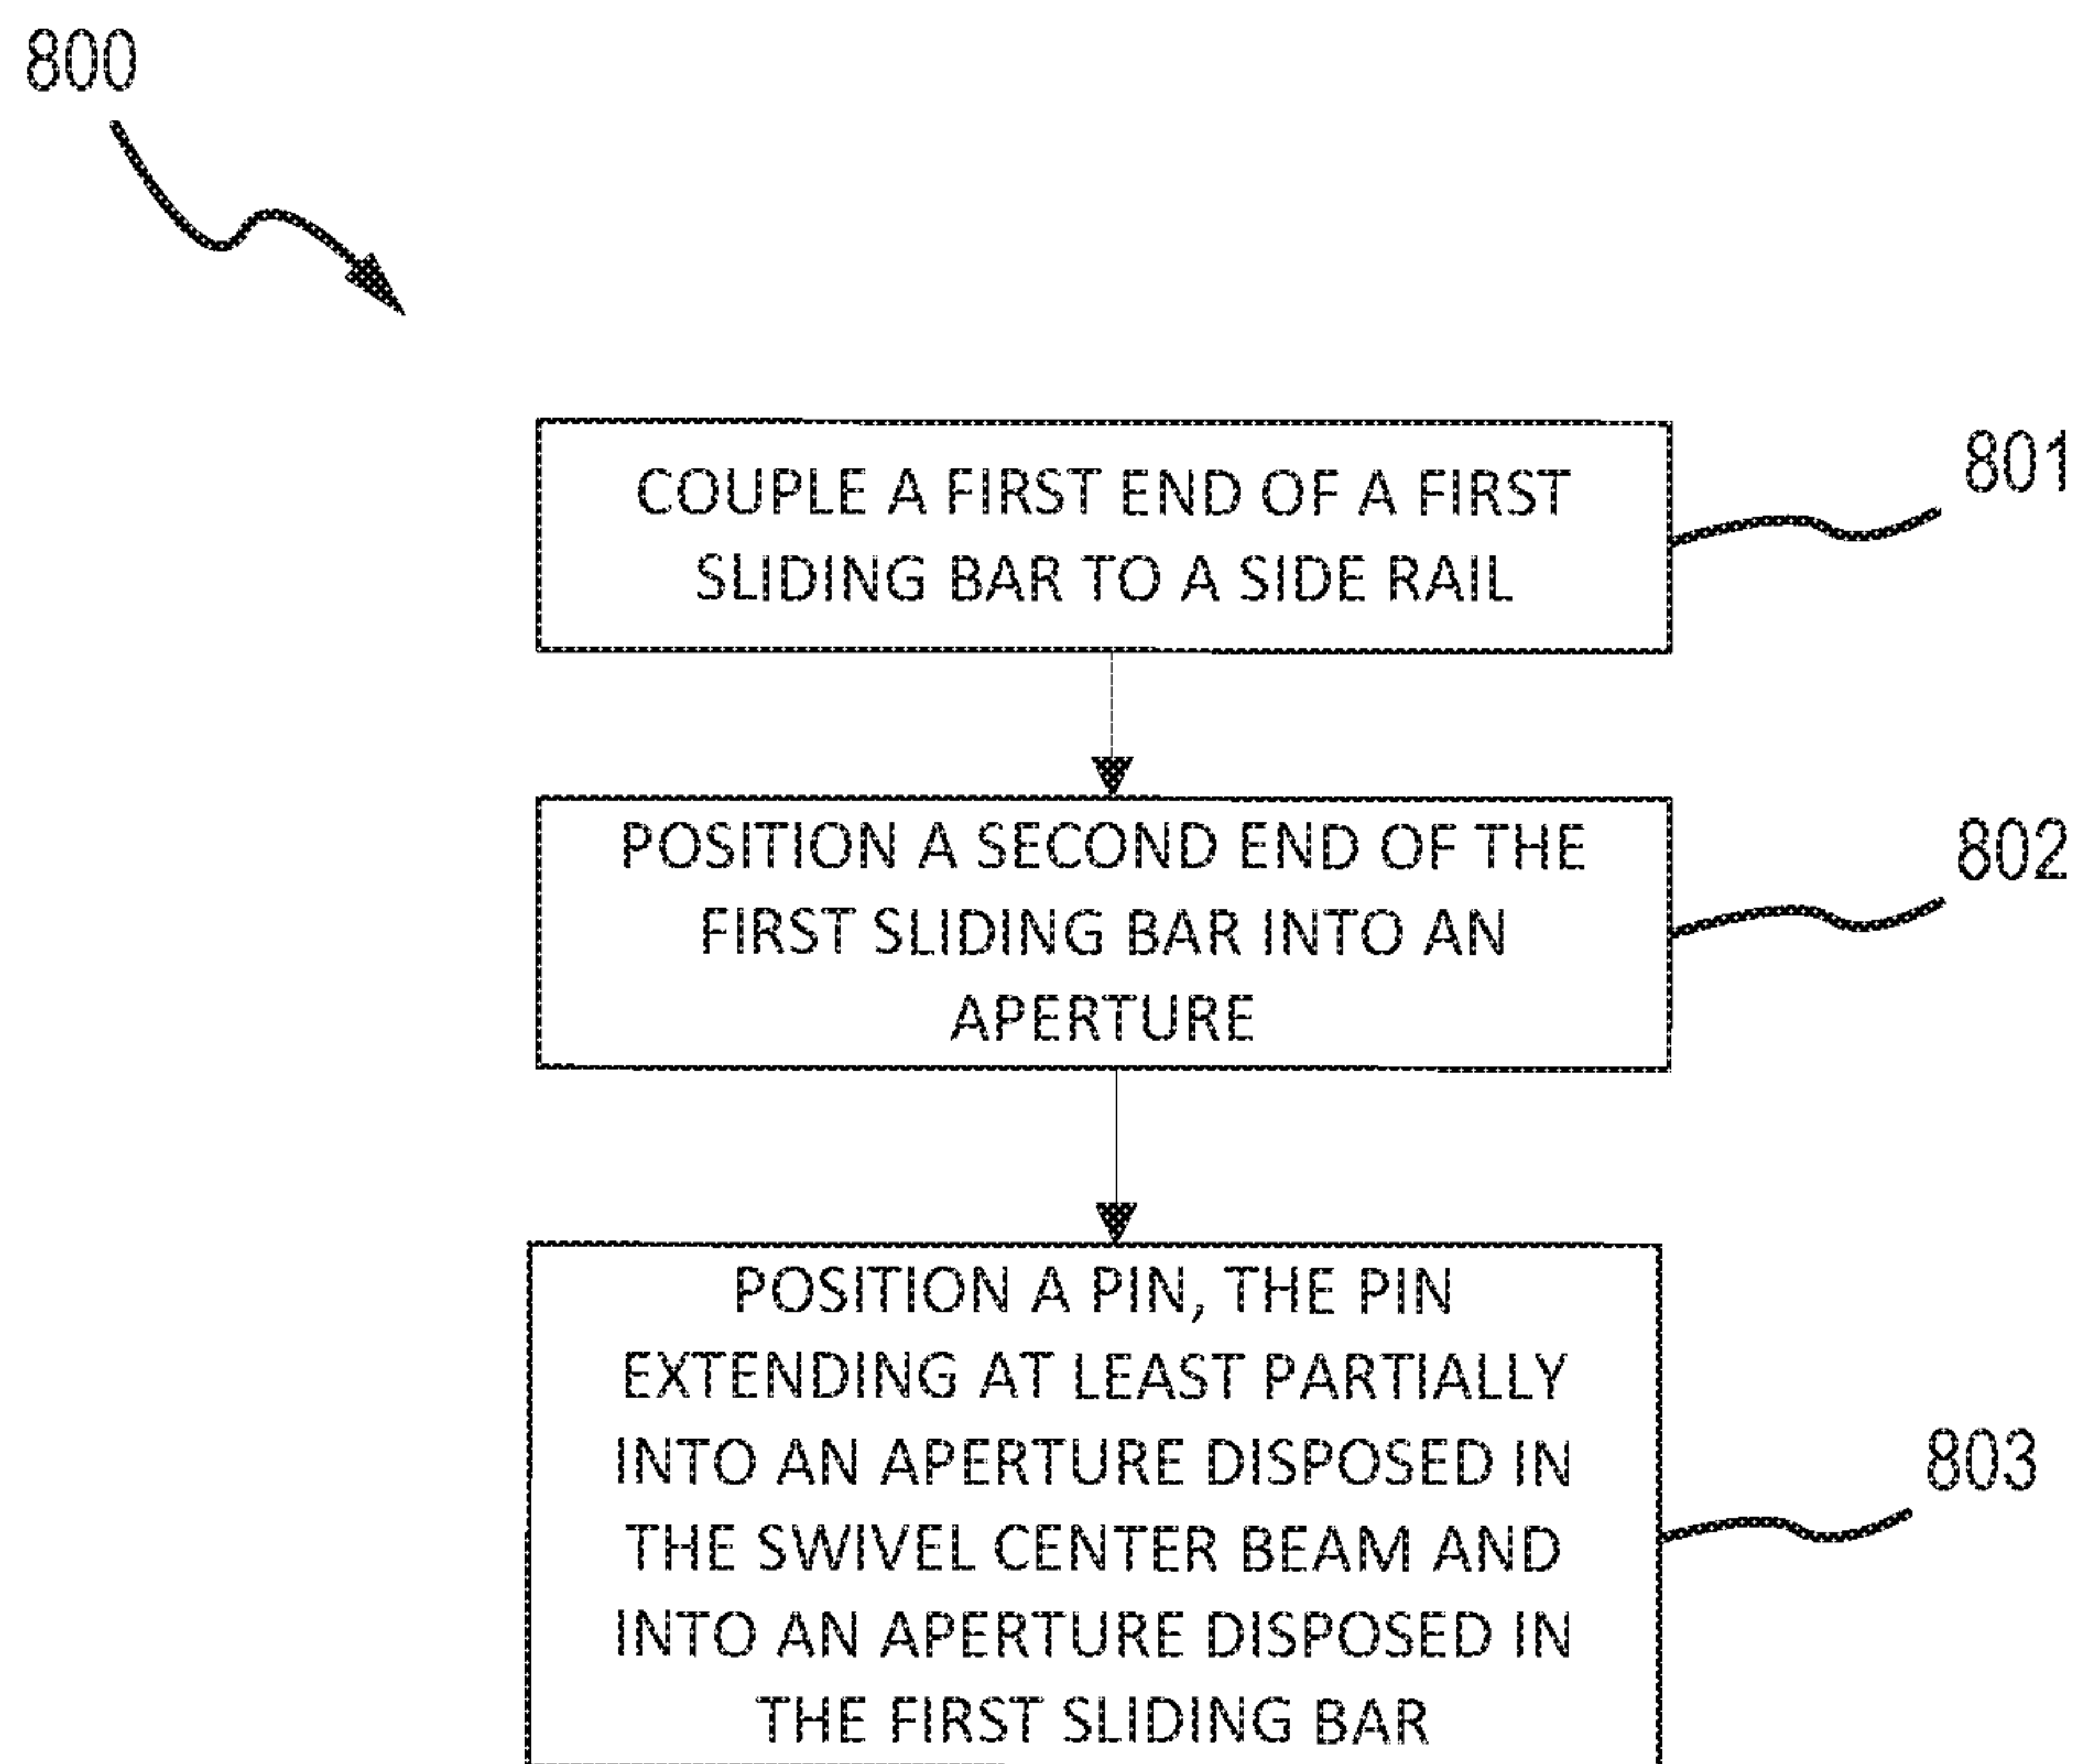 800
COUPLE A FIRST END OF A FIRST
SLIDING BAR TO A SIDE RAIL
801
POSITION A SECOND END OF THE
FIRST SLIDING BAR INTO AN
APERTURE
802
POSITION A PIN, THE PIN
EXTENDING AT LEAST PARTIALLY
INTO AN APERTURE DISPOSED IN
THE SWIVEL CENTER BEAM AND
INTO AN APERTURE DISPOSED IN
THE FIRST SLIDING BAR
803